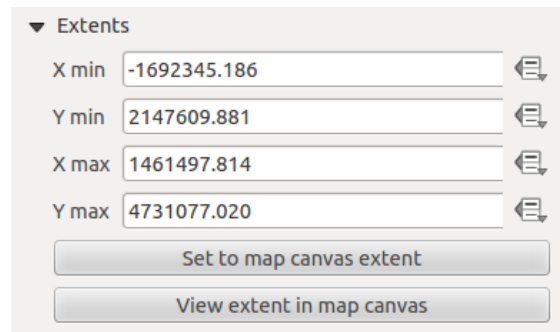 Extents
X min -1692345.186
Y min 2147609.881
X max 1461497.814
Y max 4731077.020
Set to map canvas extent
View extent in map canvas